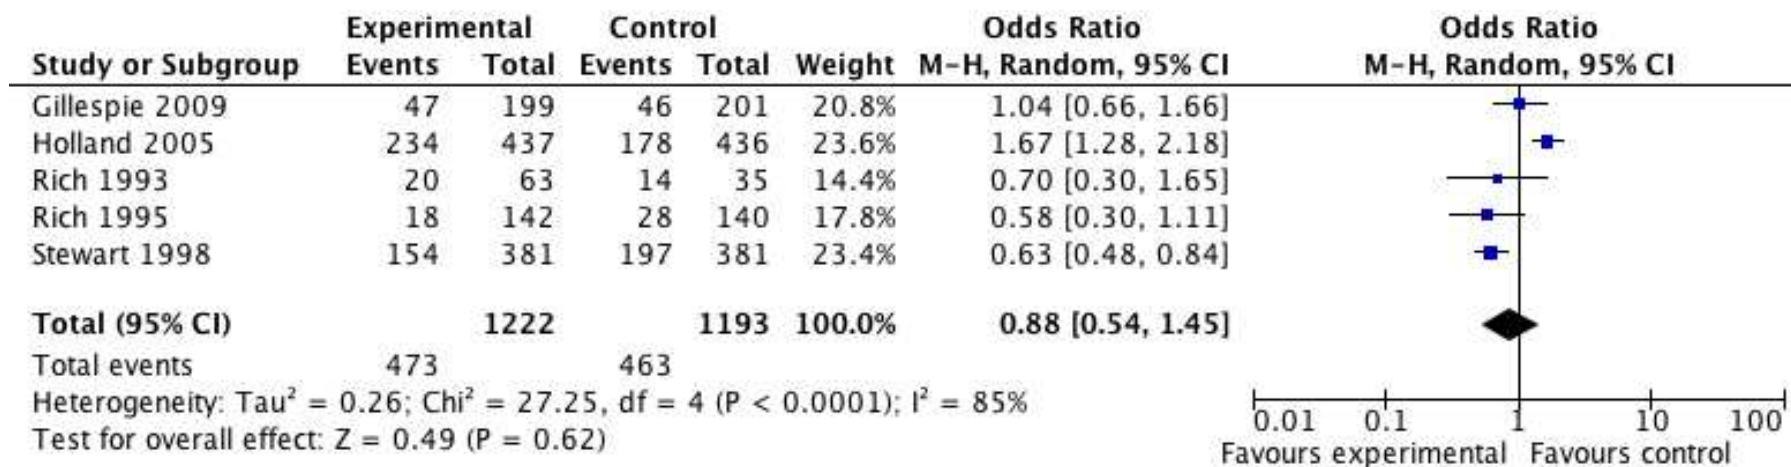 Experimental Control Odds Ratio Odds Ratio
Study or Subgroup Events Total Events Total Weight M-H, Random, 95% CI M-H, Random, 95% CI
Gillespie 2009 47 199 46 201 20.8% 1.04 [0.66, 1.66]
Holland 2005 234 437 178 436 23.6% 1.67 [1.28, 2.18]
Rich 1993 20 63 14 35 14.4% 0.70 [0.30, 1.65]
Rich 1995 18 142 28 140 17.8% 0.58 [0.30, 1.11]
Stewart 1998 154 381 197 381 23.4% 0.63 [0.48, 0.84]
Total (95% CI) 1222 1193 100.0% 0.88 [0.54, 1.45]
Total events 473 463
Heterogeneity: Tau² = 0.26; Chi² = 27.25, df = 4 (P < 0.0001); I² = 85%
Test for overall effect: Z = 0.49 (P = 0.62)
0.01 0.1 1 10 100
Favours experimental Favours control